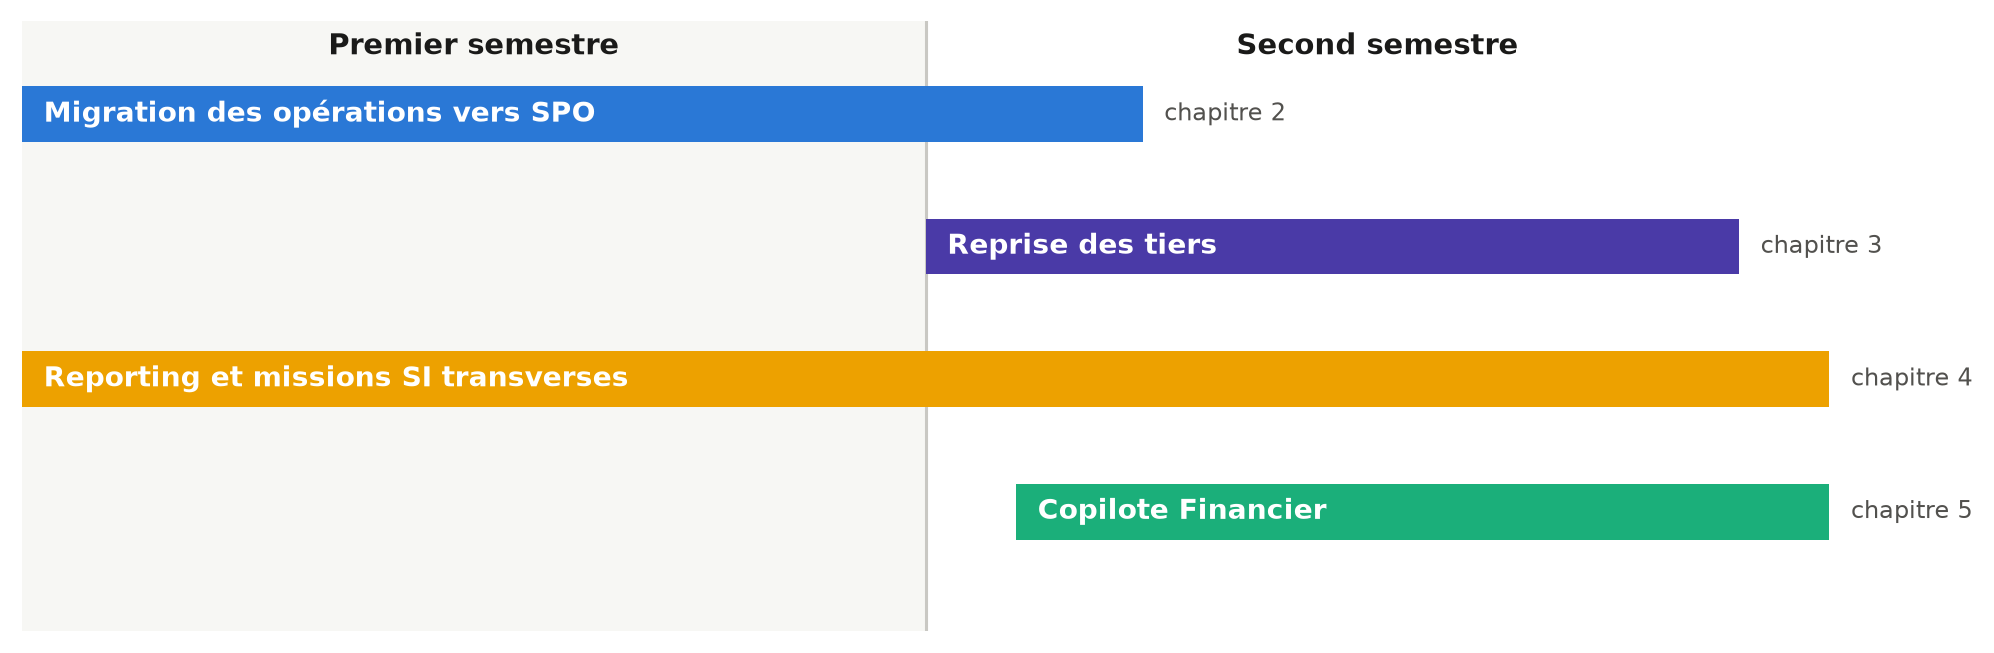 Premier semestre
Second semestre
Migration des opérations vers SPO
chapitre 2
Reprise des tiers
chapitre 3
Reporting et missions SI transverses
chapitre 4
Copilote Financier
chapitre 5